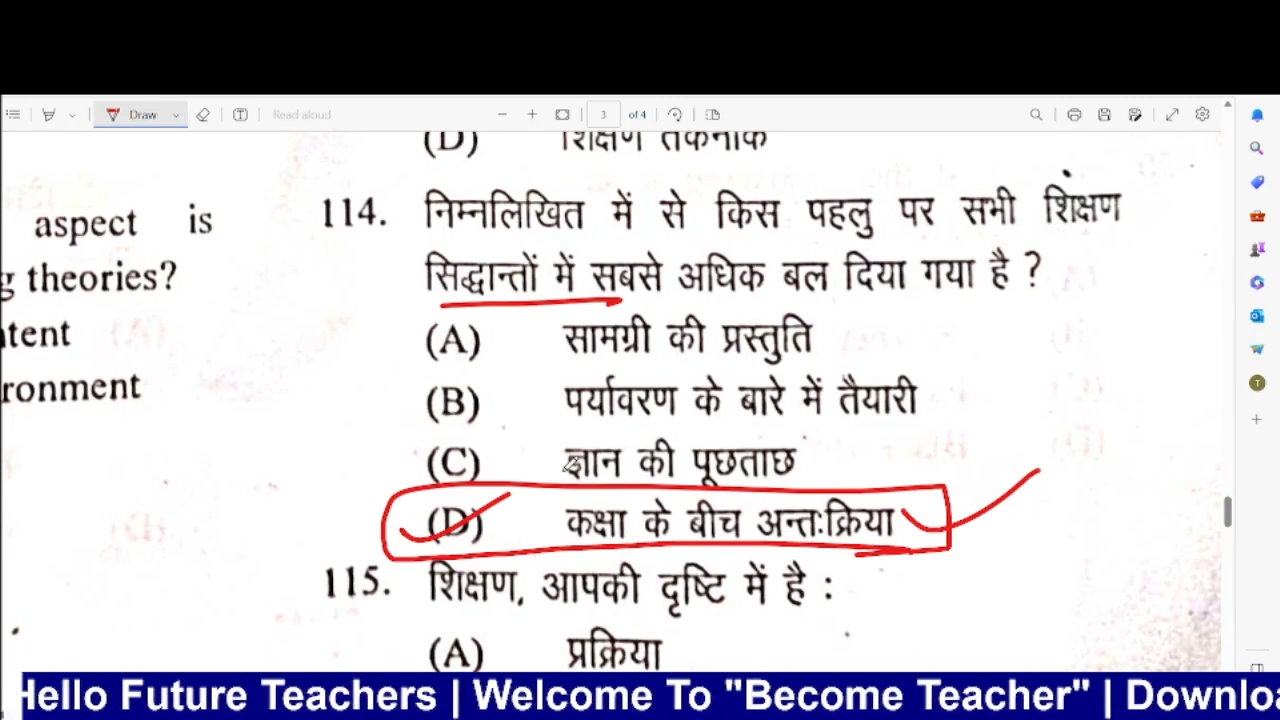 Draw
Read aloud
3
of 4
(D) शिक्षण तकनीक
aspect is
g theories?
ntent
ronment
114. निम्नलिखित में से किस पहलु पर सभी शिक्षण
सिद्धान्तों में सबसे अधिक बल दिया गया है ?
(A) सामग्री की प्रस्तुति
(B) पर्यावरण के बारे में तैयारी
(C) ज्ञान की पूछताछ
(D) कक्षा के बीच अन्तःक्रिया
115. शिक्षण, आपकी दृष्टि में है :
(A) प्रक्रिया
T
Hello Future Teachers | Welcome To "Become Teacher" | Downloa